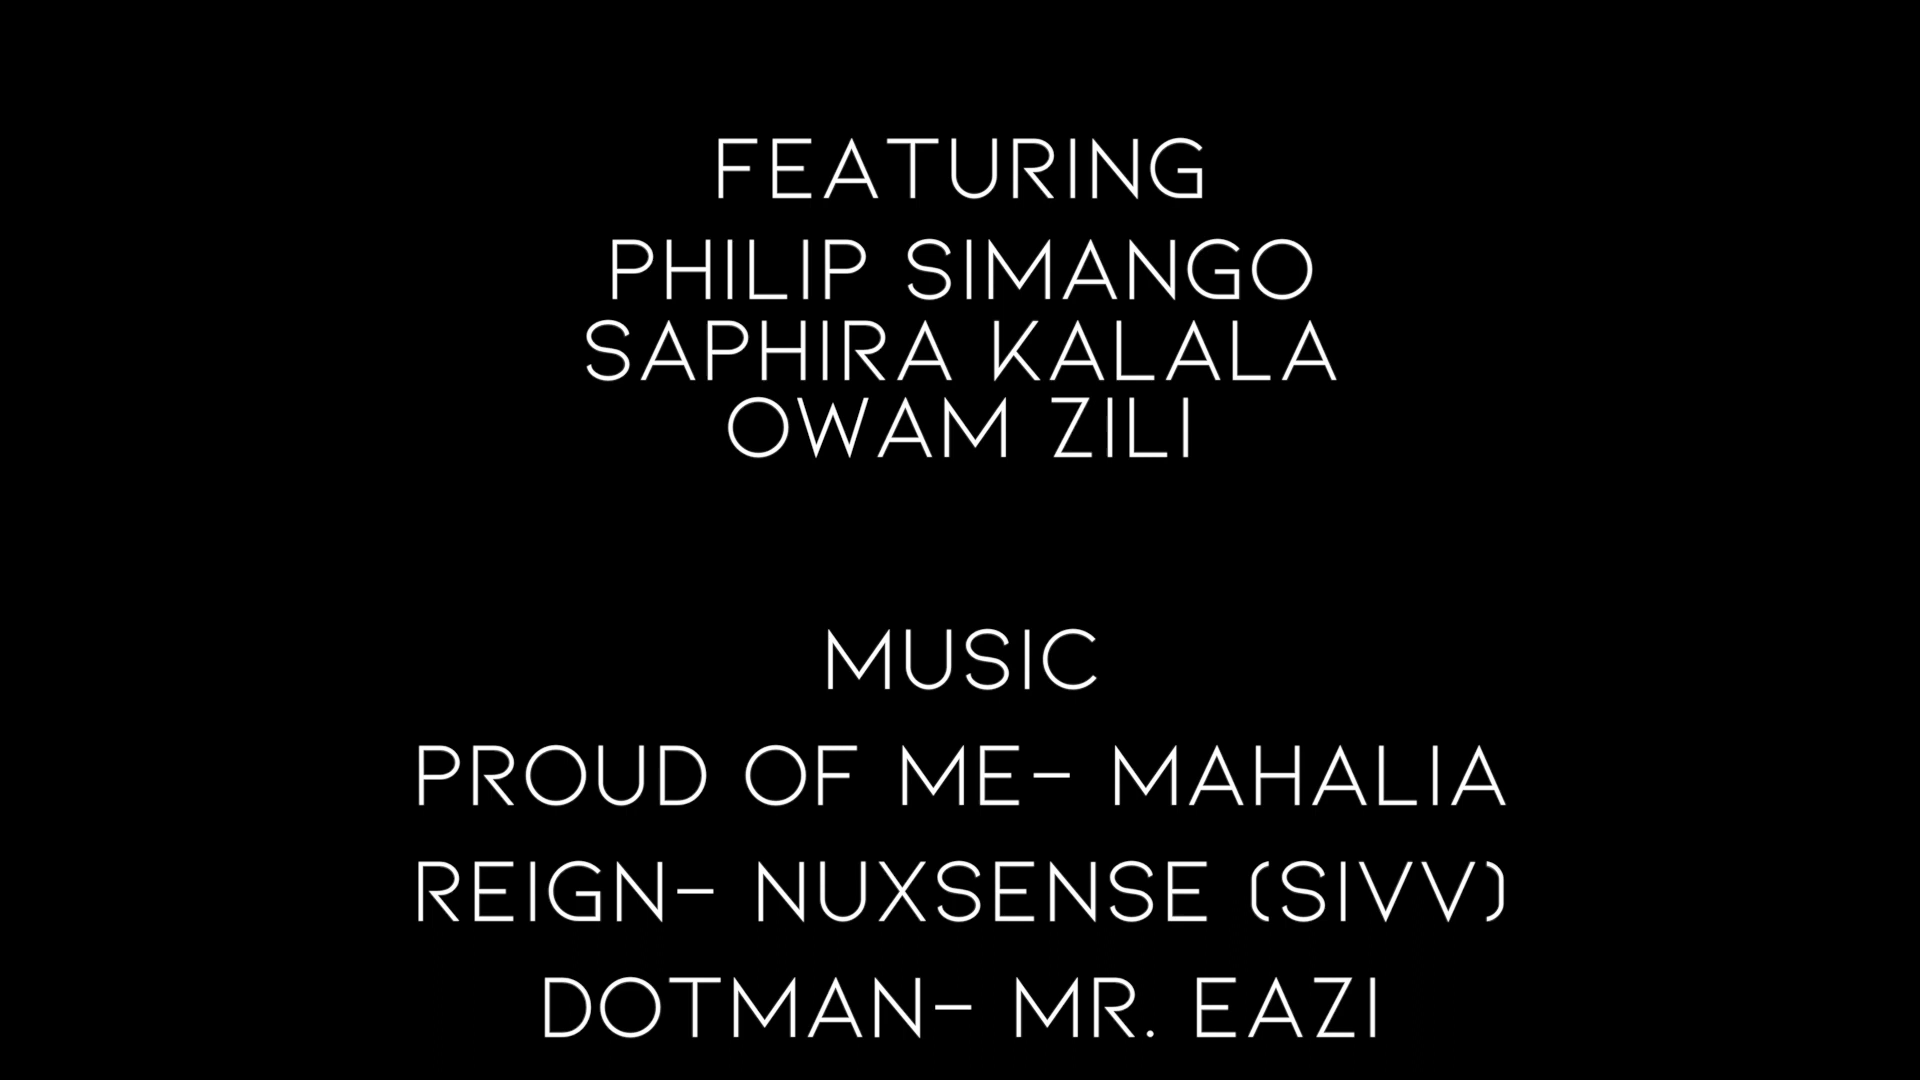 FEATURING
PHILIP SIMANGO
SAPHIRA KALALA
OWAM ZILI
MUSIC
PROUD OF ME- MAHALIA
REIGN- NUXSENSE (SIVV)
DOTMAN- MR. EAZI